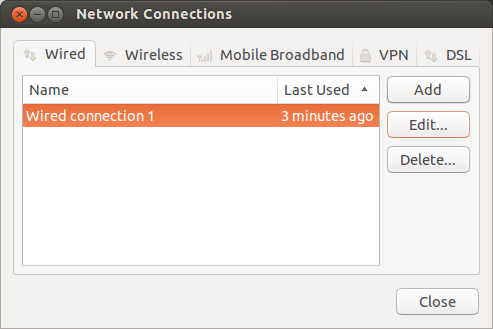 Network Connections
Wired Wireless Mobile Broadband VPN DSL
Name Last Used
Wired connection 1 3 minutes ago
Add
Edit...
Delete...
Close